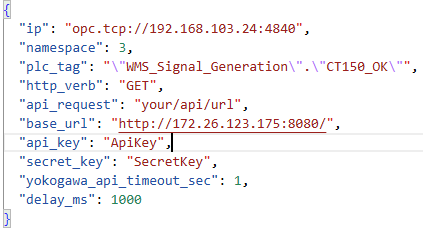 {
"ip": "opc.tcp://192.168.103.24:4840",
"namespace": 3,
"plc_tag": "\"WMS_Signal_Generation\".\"CT150_OK\"",
"http_verb": "GET",
"api_request": "your/api/url",
"base_url": "http://172.26.123.175:8080/",
"api_key": "ApiKey",
"secret_key": "SecretKey",
"yokogawa_api_timeout_sec": 1,
"delay_ms": 1000
}